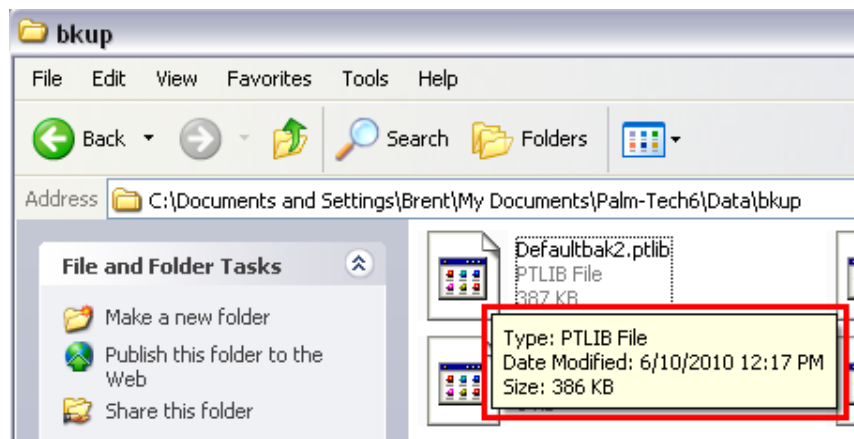 bkup
File Edit View Favorites Tools Help
Back Search Folders
Address C:\Documents and Settings\Brent\My Documents\Palm-Tech6\Data\bkup
File and Folder Tasks
Make a new folder
Publish this folder to the
Web
Share this folder
Defaultbak2.ptlib
PTLIB File
387 KB
Type: PTLIB File
Date Modified: 6/10/2010 12:17 PM
Size: 386 KB